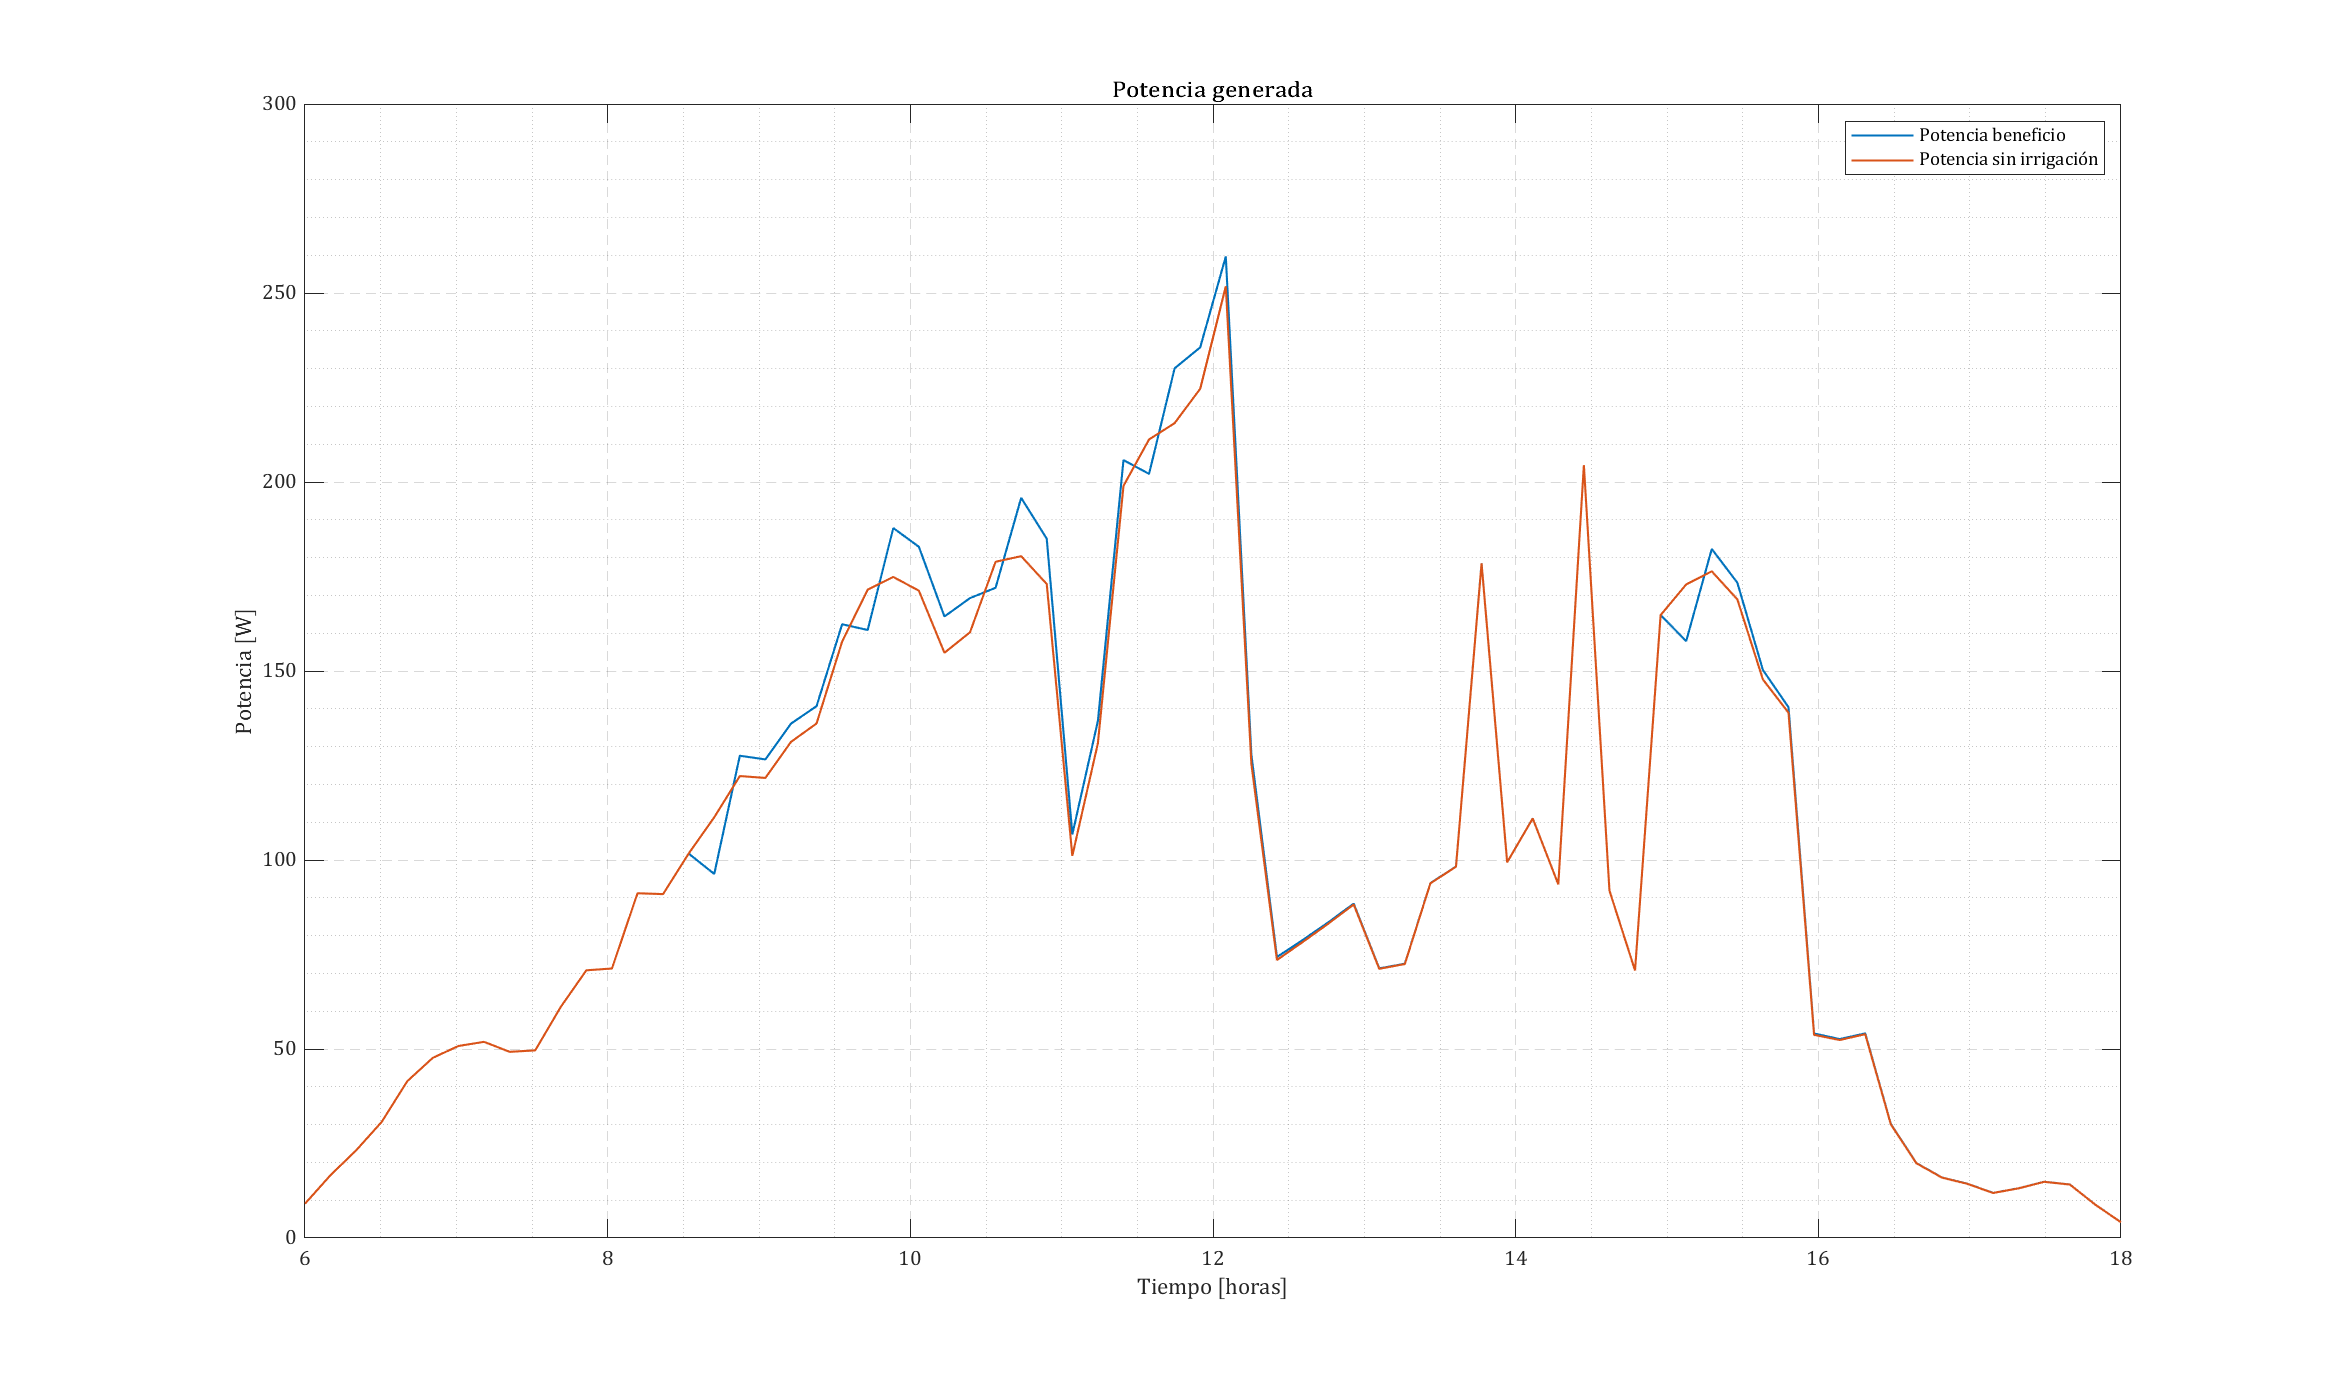 Potencia generada
300
250
200
150
100
50
0
Potencia [W]
Potencia beneficio
Potencia sin irrigación
6 8 10 12 14 16 18
Tiempo [horas]